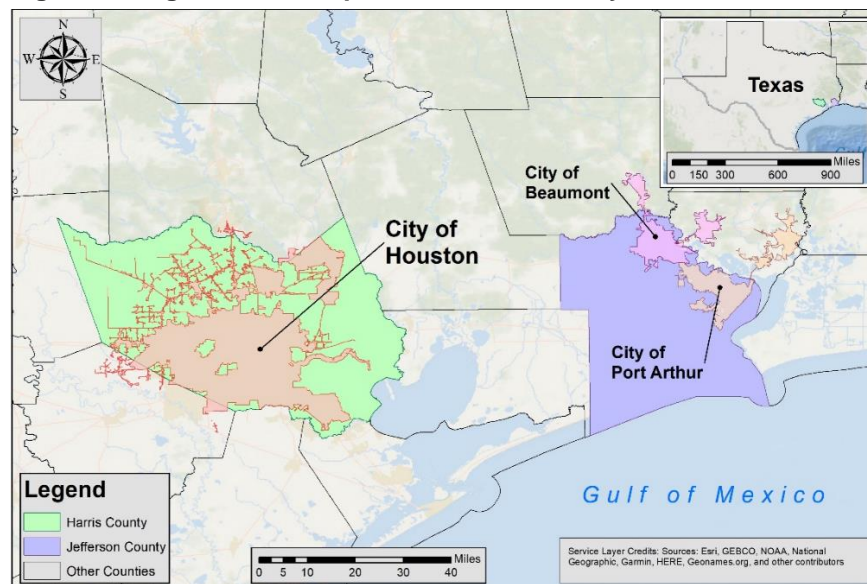 N
W E
S
Texas
Miles
0 150 300 600 900
City of
Beaumont
City of
Houston
City of
Port Arthur
Legend
Harris County
Jefferson County
Other Counties
Gulf of Mexico
Miles
0 5 10 20 30 40
Service Layer Credits: Sources: Esri, GEBCO, NOAA, National
Geographic, Garmin, HERE, Geonames.org, and other contributors